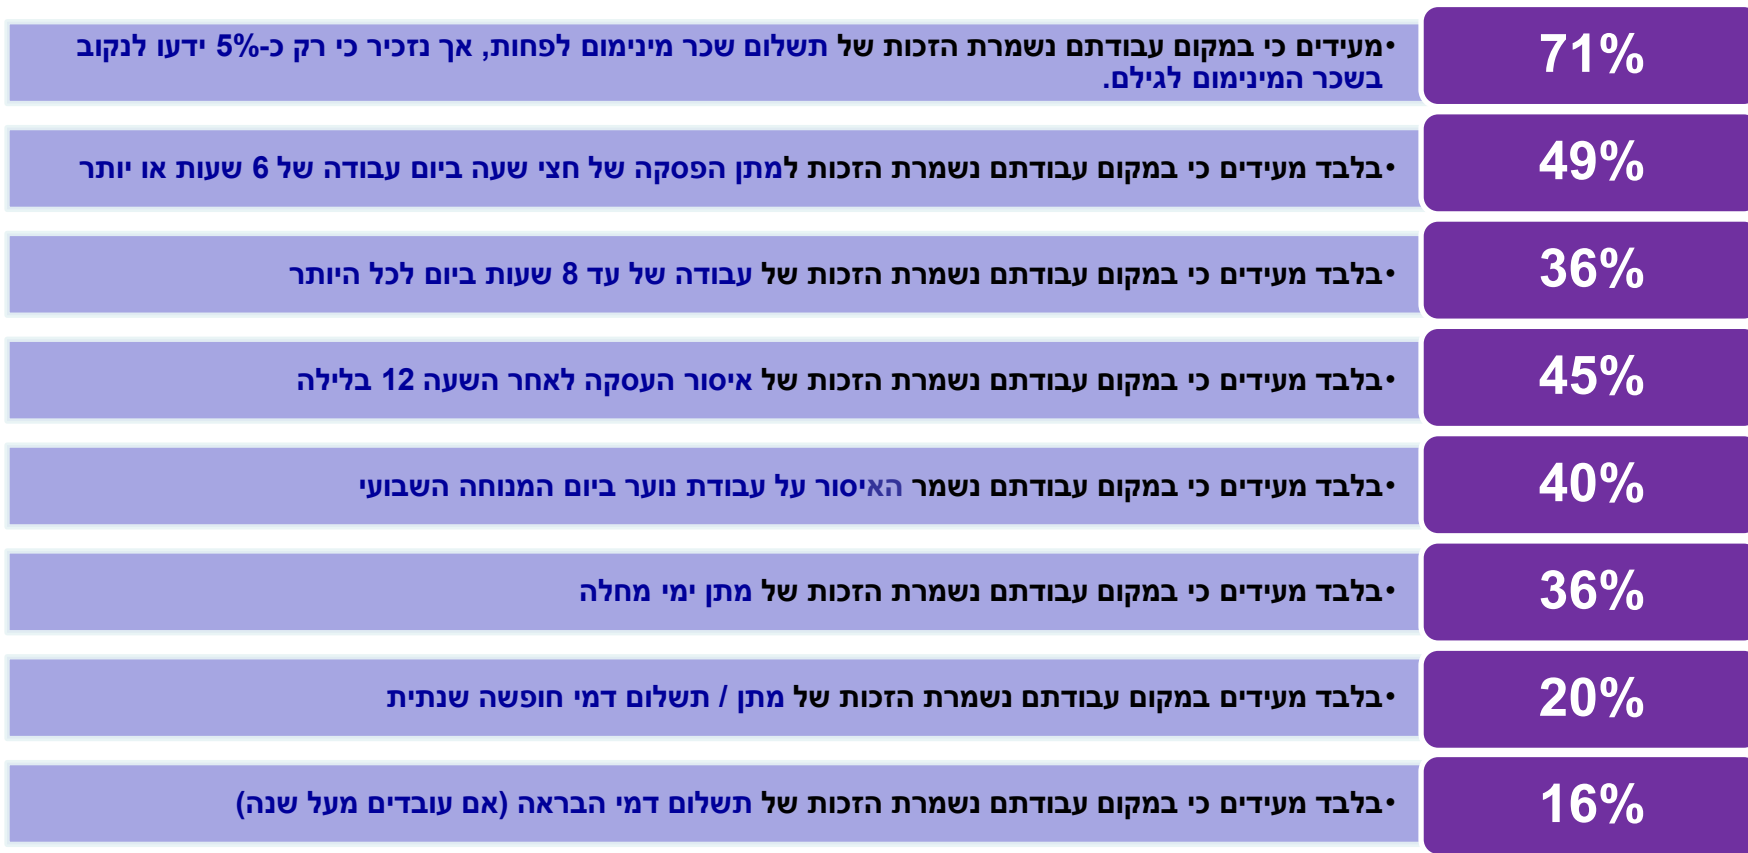 71%
•מעידים כי במקום עבודתם נשמרת הזכות של תשלום שכר מינימום לפחות, אך נזכיר כי רק כ-5% ידעו לנקוב
בשכר המינימום לגילם.
49%
•בלבד מעידים כי במקום עבודתם נשמרת הזכות למתן הפסקה של חצי שעה ביום עבודה של 6 שעות או יותר
36%
•בלבד מעידים כי במקום עבודתם נשמרת הזכות של עבודה של עד 8 שעות ביום לכל היותר
45%
•בלבד מעידים כי במקום עבודתם נשמרת הזכות של איסור העסקה לאחר השעה 12 בלילה
40%
•בלבד מעידים כי במקום עבודתם נשמר האיסור על עבודת נוער ביום המנוחה השבועי
36%
•בלבד מעידים כי במקום עבודתם נשמרת הזכות של מתן ימי מחלה
20%
•בלבד מעידים במקום עבודתם נשמרת הזכות של מתן / תשלום דמי חופשה שנתית
16%
•בלבד מעידים כי במקום עבודתם נשמרת הזכות של תשלום דמי הבראה (אם עובדים מעל שנה)